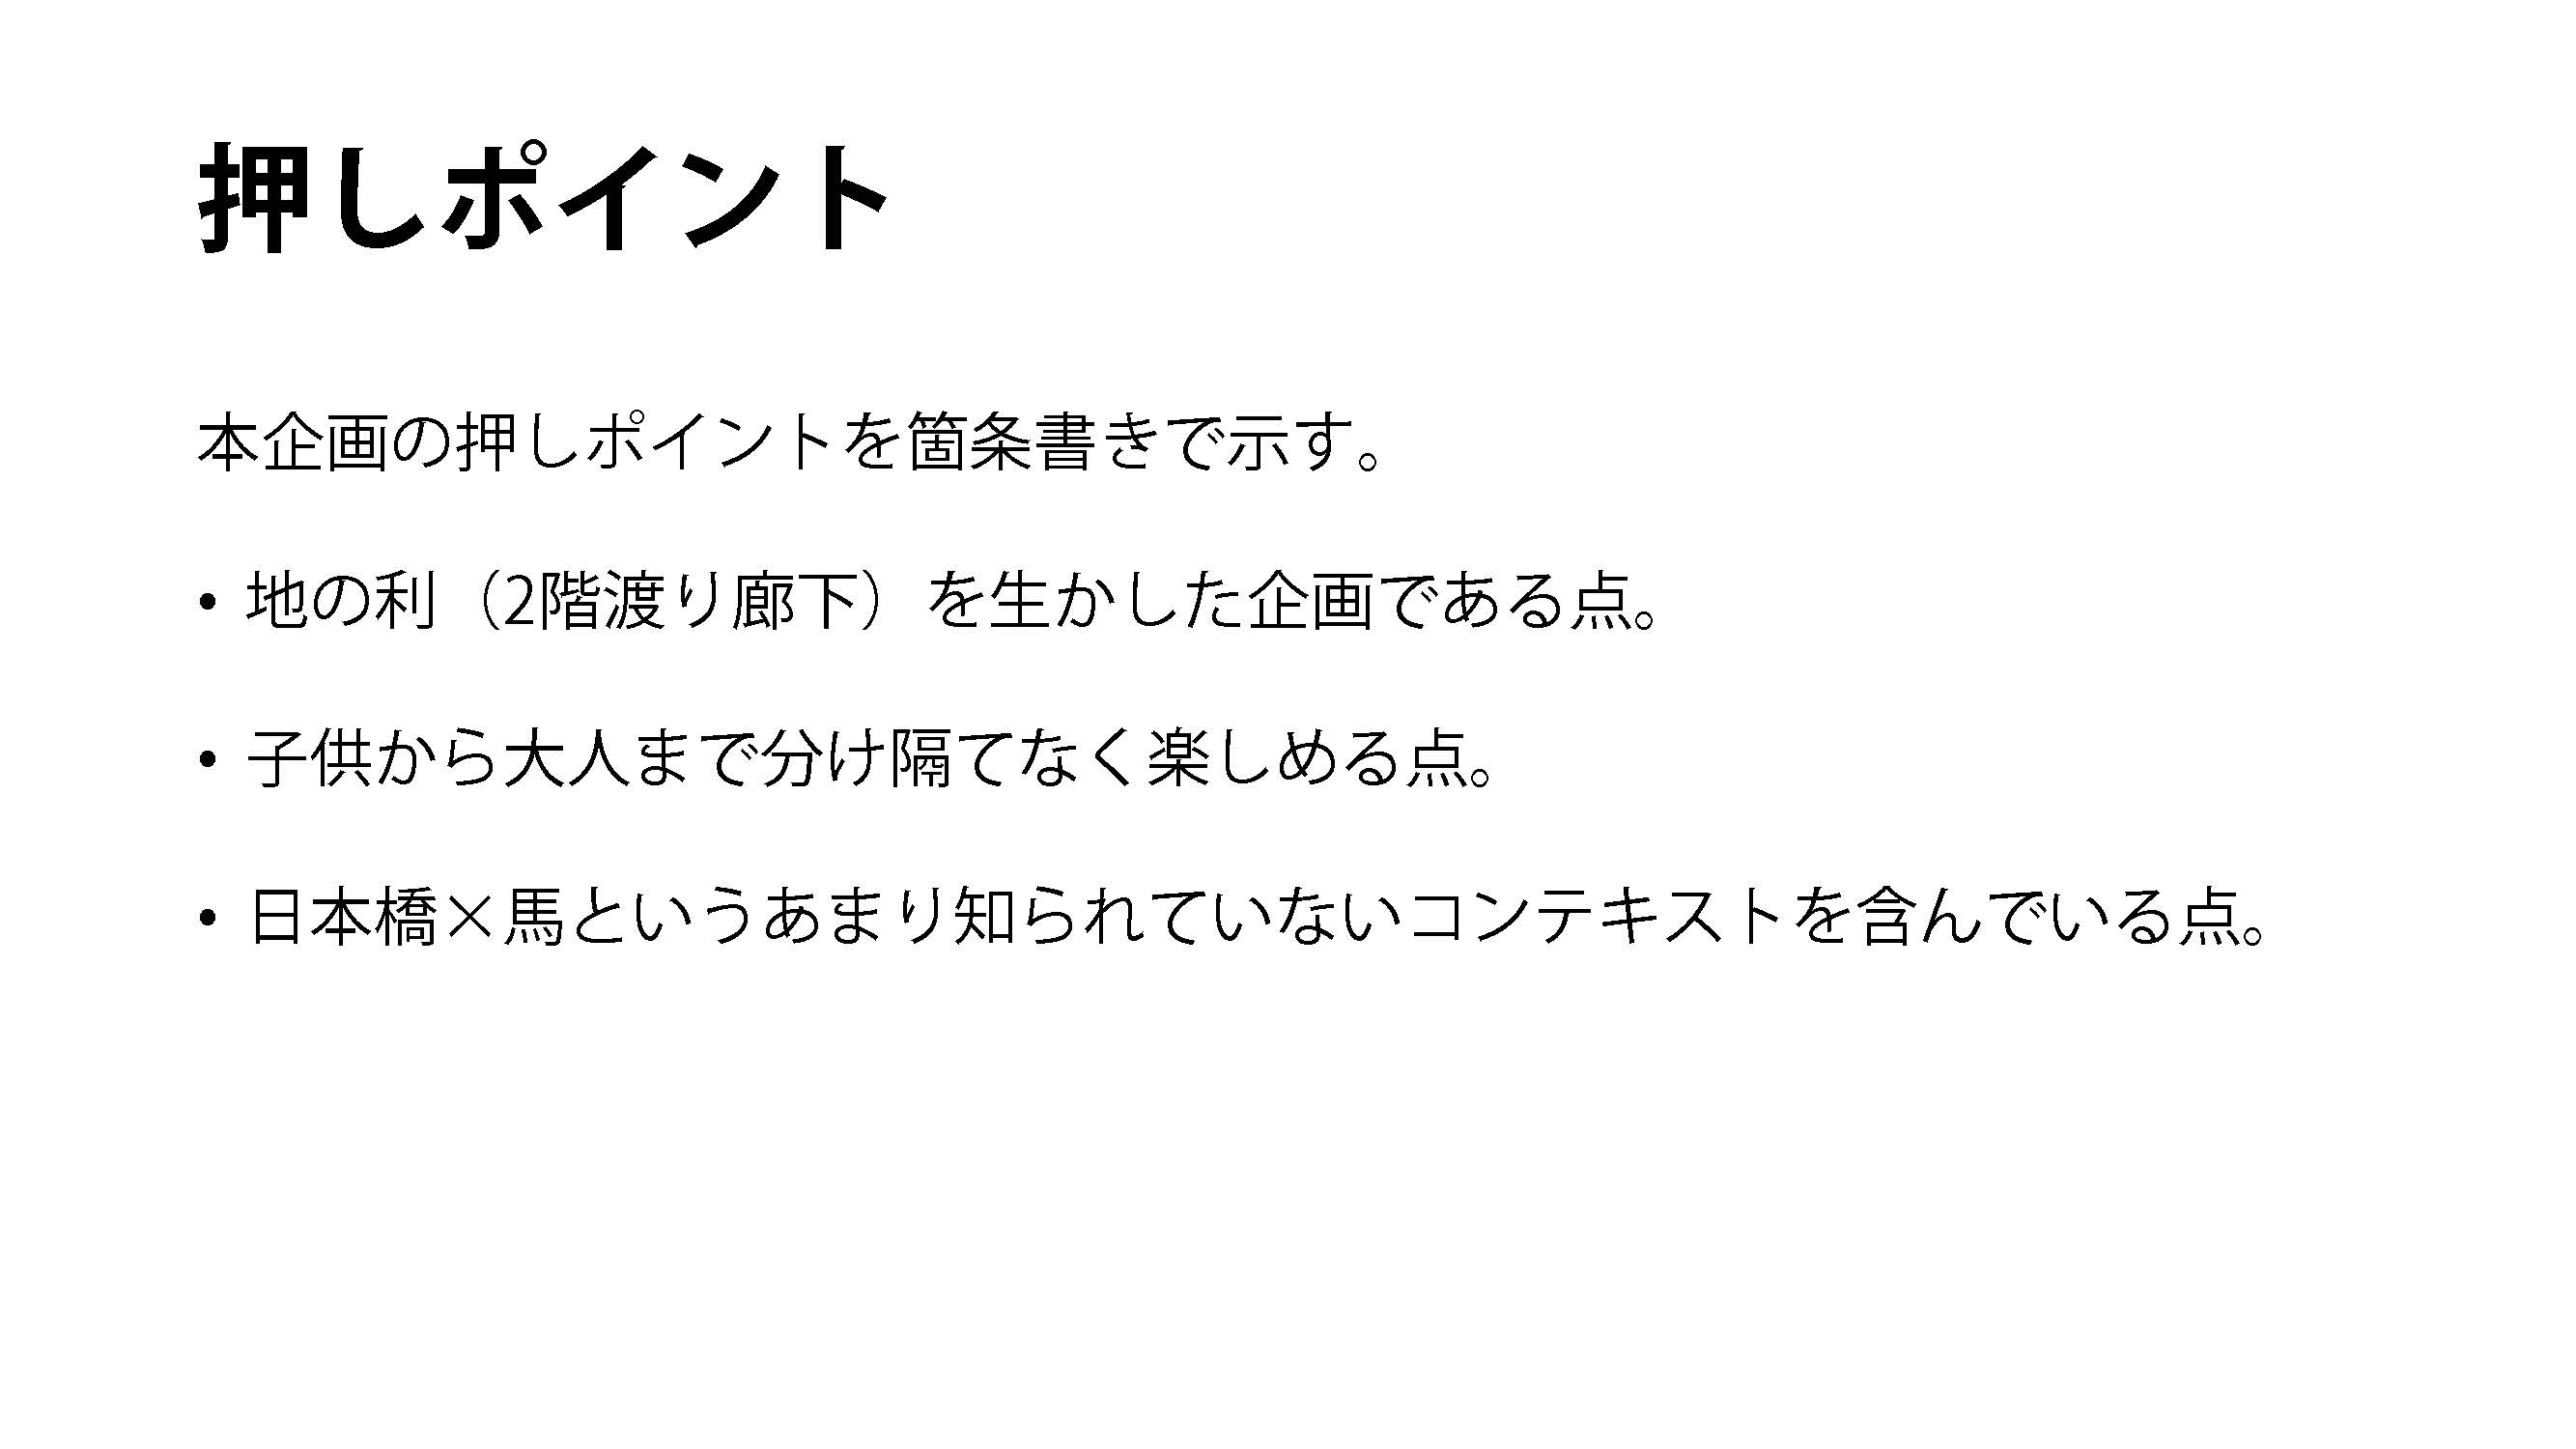 押しポイント
本企画の押しポイントを箇条書きで示す。
• 地の利（2階渡り廊下）を生かした企画である点。
• 子供から大人まで分け隔てなく楽しめる点。
• 日本橋×馬というあまり知られていないコンテキストを含んでいる点。